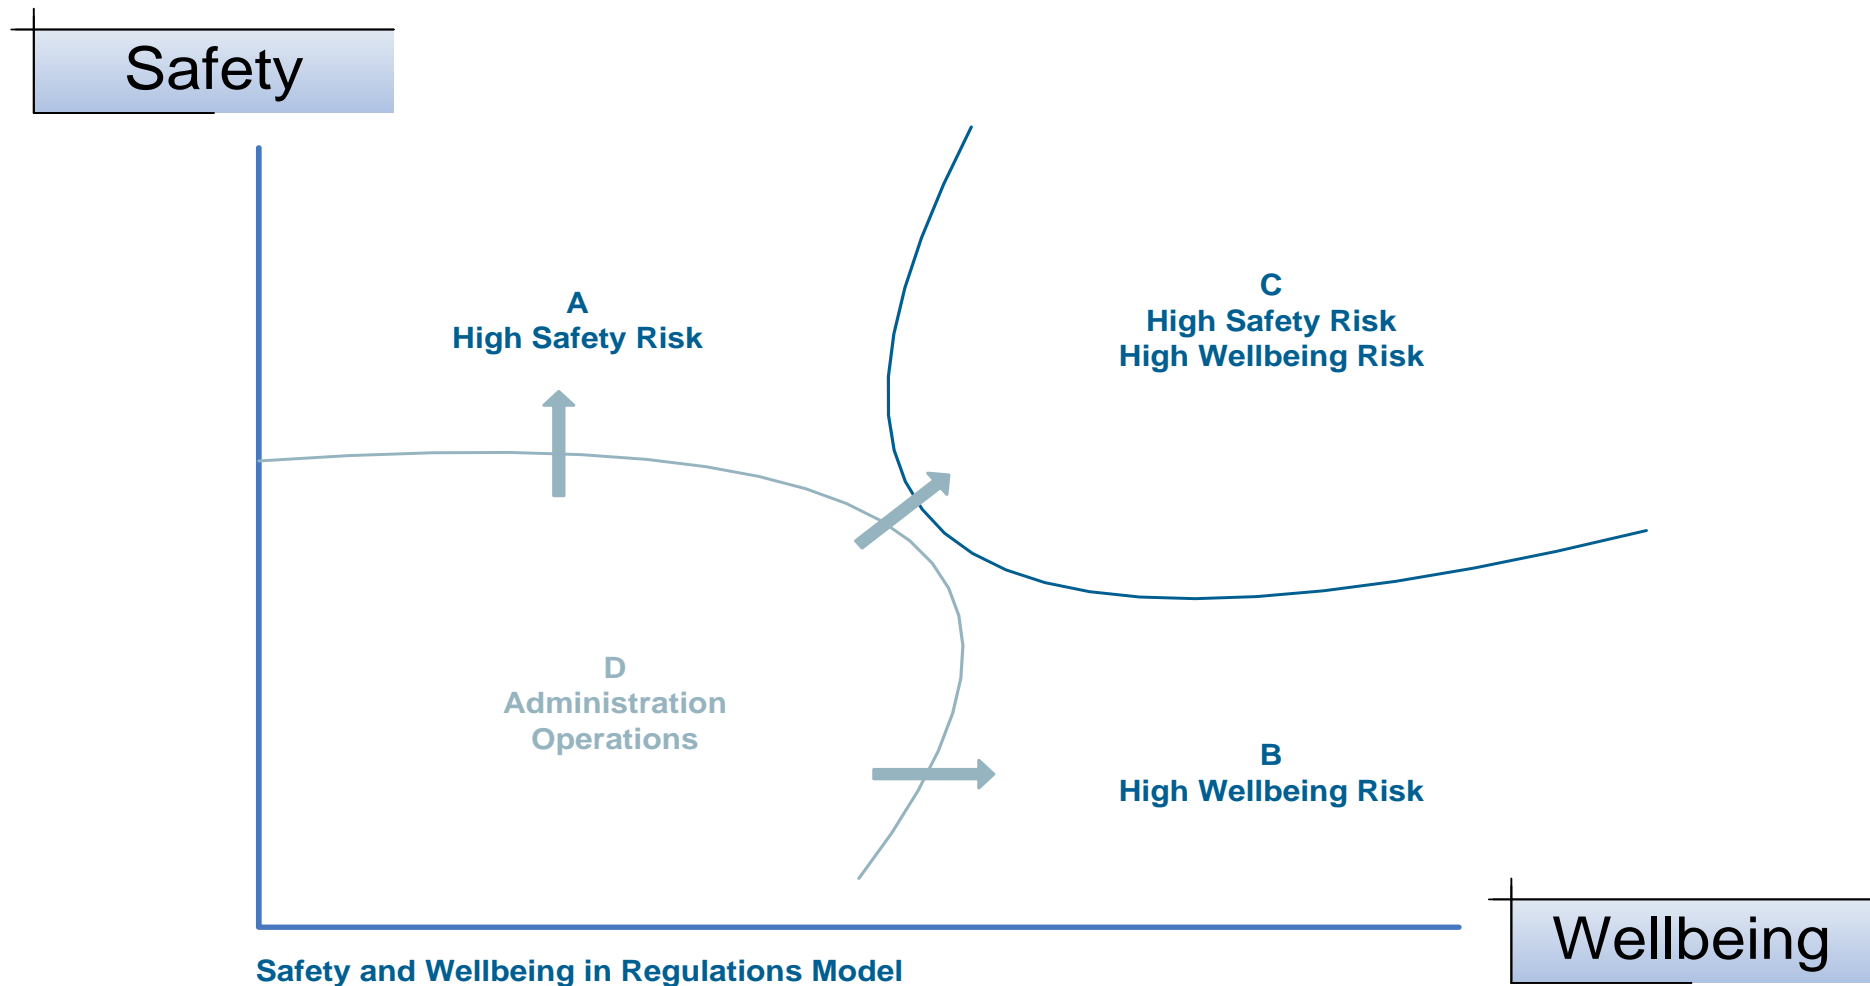 Safety
A
High Safety Risk
C
High Safety Risk
High Wellbeing Risk
D
Administration
Operations
B
High Wellbeing Risk
Wellbeing
Safety and Wellbeing in Regulations Model